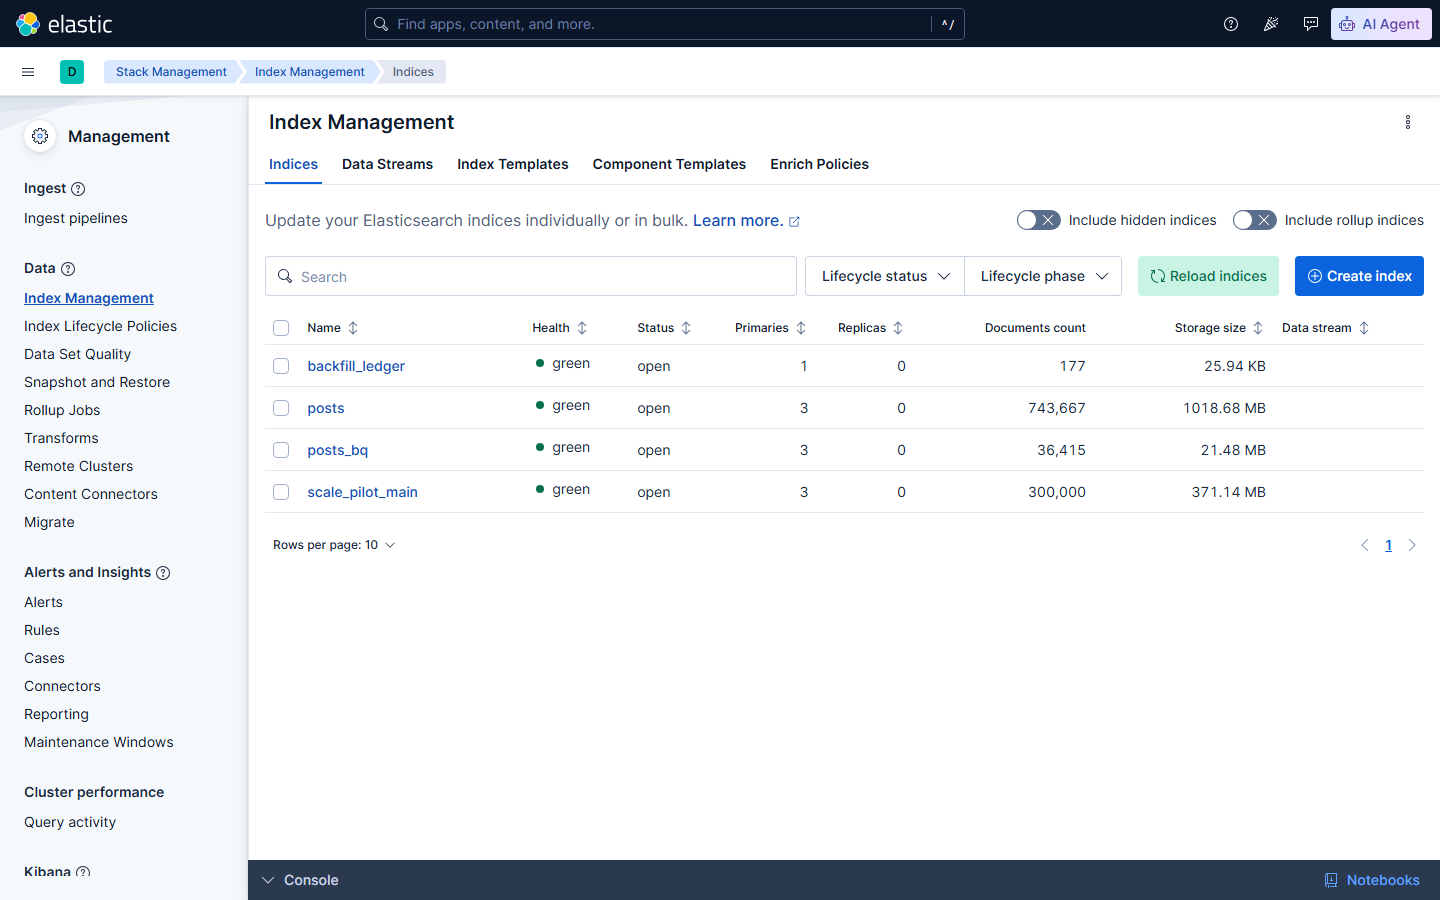 elastic
Find apps, content, and more.
^/
AI Agent
D
Stack Management
Index Management
Indices
Management
Ingest
Ingest pipelines
Data
Index Management
Index Lifecycle Policies
Data Set Quality
Snapshot and Restore
Rollup Jobs
Transforms
Remote Clusters
Content Connectors
Migrate
Alerts and Insights
Alerts
Rules
Cases
Connectors
Reporting
Maintenance Windows
Cluster performance
Query activity
Kibana
Index Management
Indices Data Streams Index Templates Component Templates Enrich Policies
Update your Elasticsearch indices individually or in bulk. Learn more.
Include hidden indices
Include rollup indices
Search
Lifecycle status
Lifecycle phase
Reload indices
Create index
Name Health Status Primaries Replicas Documents count Storage size Data stream
backfill_ledger green open 1 0 177 25.94 KB
posts green open 3 0 743,667 1018.68 MB
posts_bq green open 3 0 36,415 21.48 MB
scale_pilot_main green open 3 0 300,000 371.14 MB
Rows per page: 10
1
Console
Notebooks